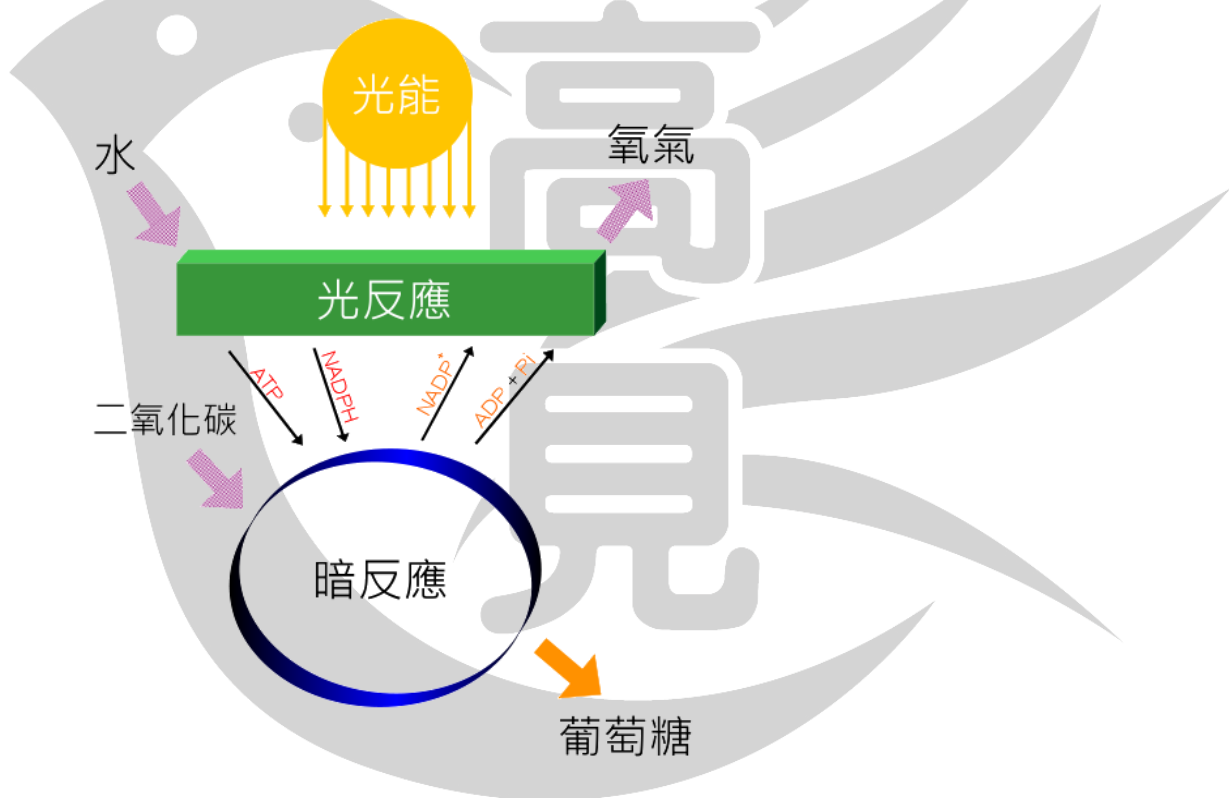 光能
水
氧氣
光反應
ATP
NADPH
NADP⁺
ADP + Pi
二氧化碳
暗反應
葡萄糖
亮見